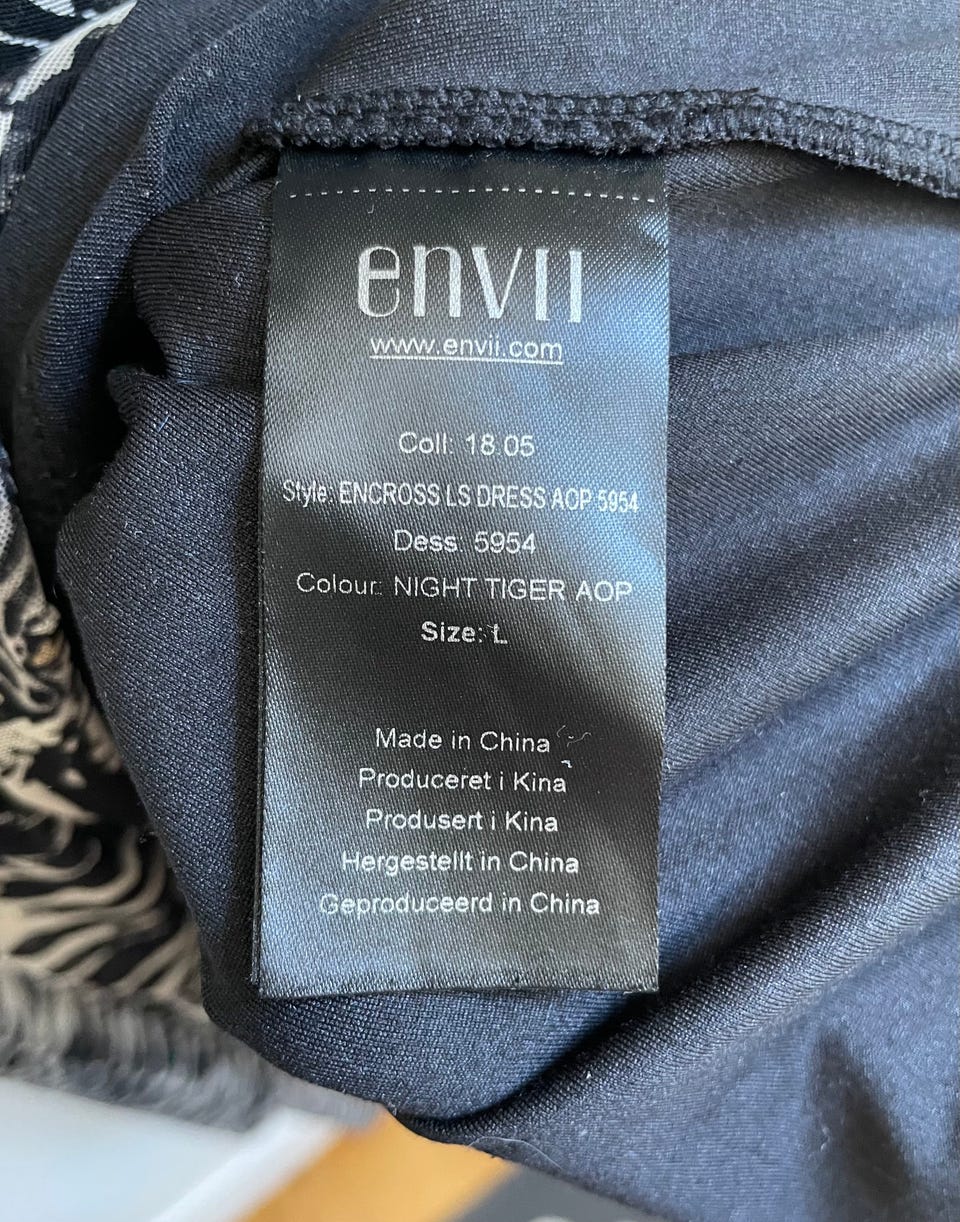 envii
www.envii.com
Coll: 18.05
Style: ENCROSS LS DRESS AOP 5954
Dess: 5954
Colour: NIGHT TIGER AOP
Size: L
Made in China
Produceret i Kina
Produsert i Kina
Hergestellt in China
Geproduceerd in China